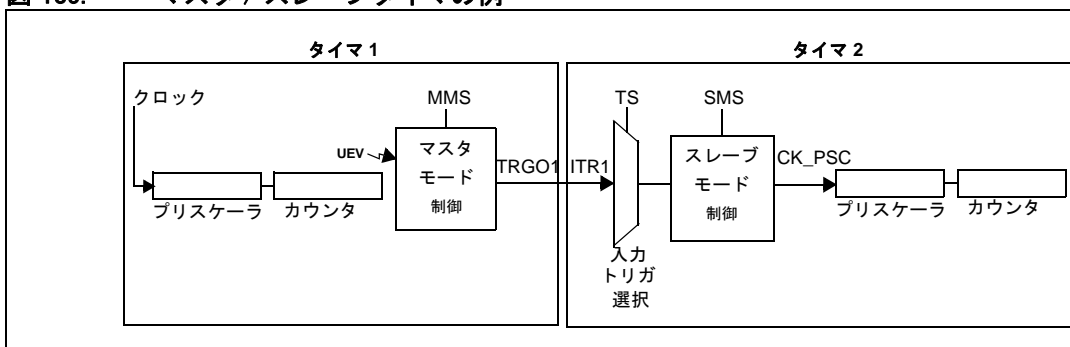 タイマ 1
タイマ 2
クロック
MMS
TS
SMS
UEV
マスタ
モード
制御
TRGO1
ITR1
スレーブ
モード
制御
CK_PSC
プリスケーラ
カウンタ
プリスケーラ
カウンタ
入力
トリガ
選択